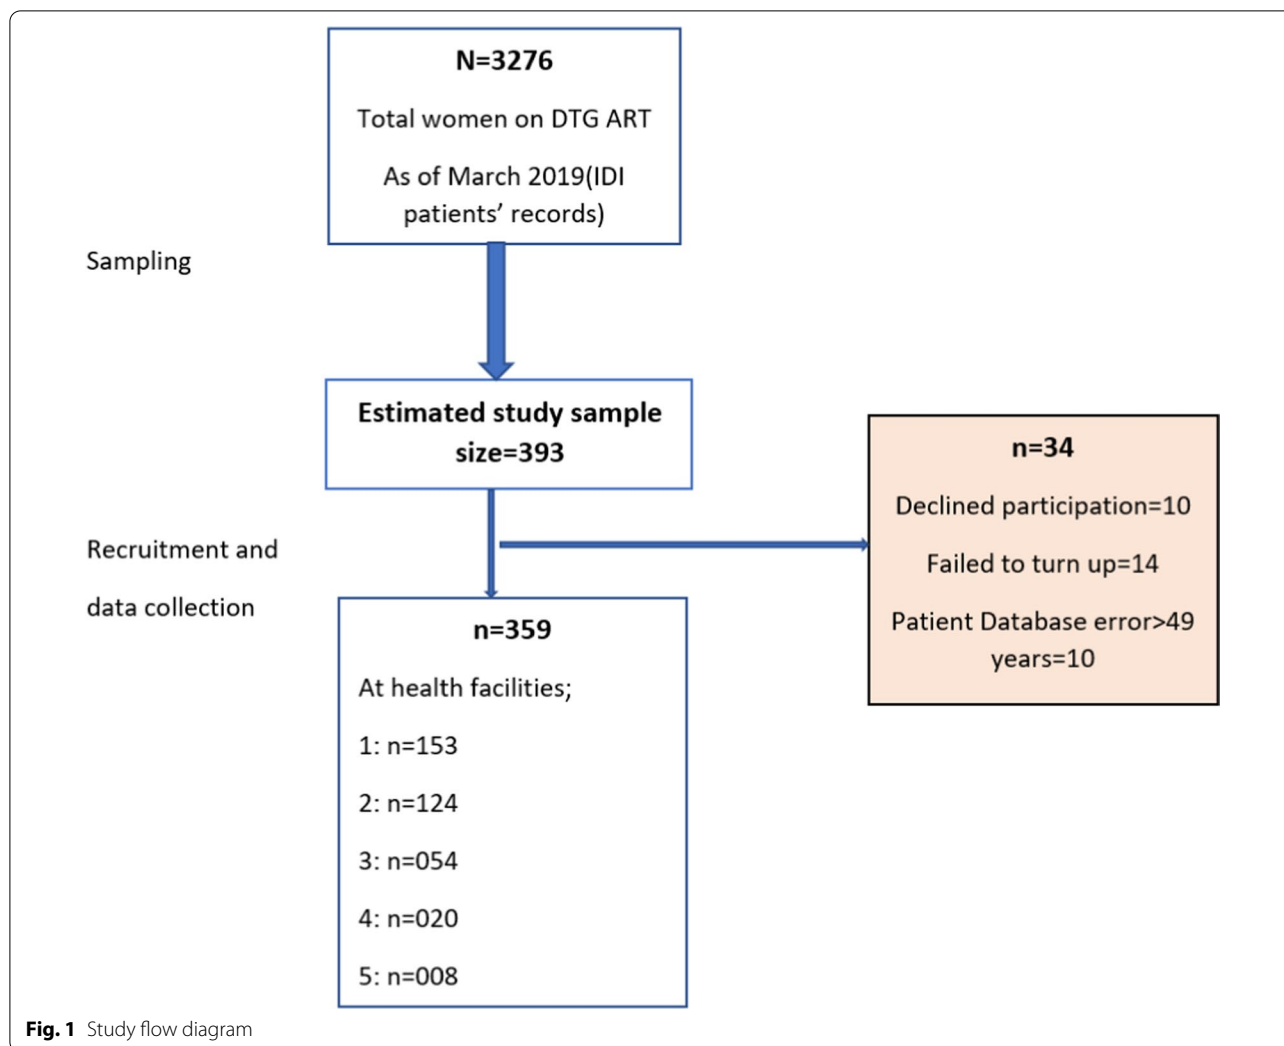 N=3276
Total women on DTG ART
As of March 2019(IDI
patients’ records)
Sampling
Estimated study sample
size=393
n=34
Declined participation=10
Failed to turn up=14
Patient Database error>49
years=10
Recruitment and
data collection
n=359
At health facilities;
1: n=153
2: n=124
3: n=054
4: n=020
5: n=008
Fig. 1 Study flow diagram